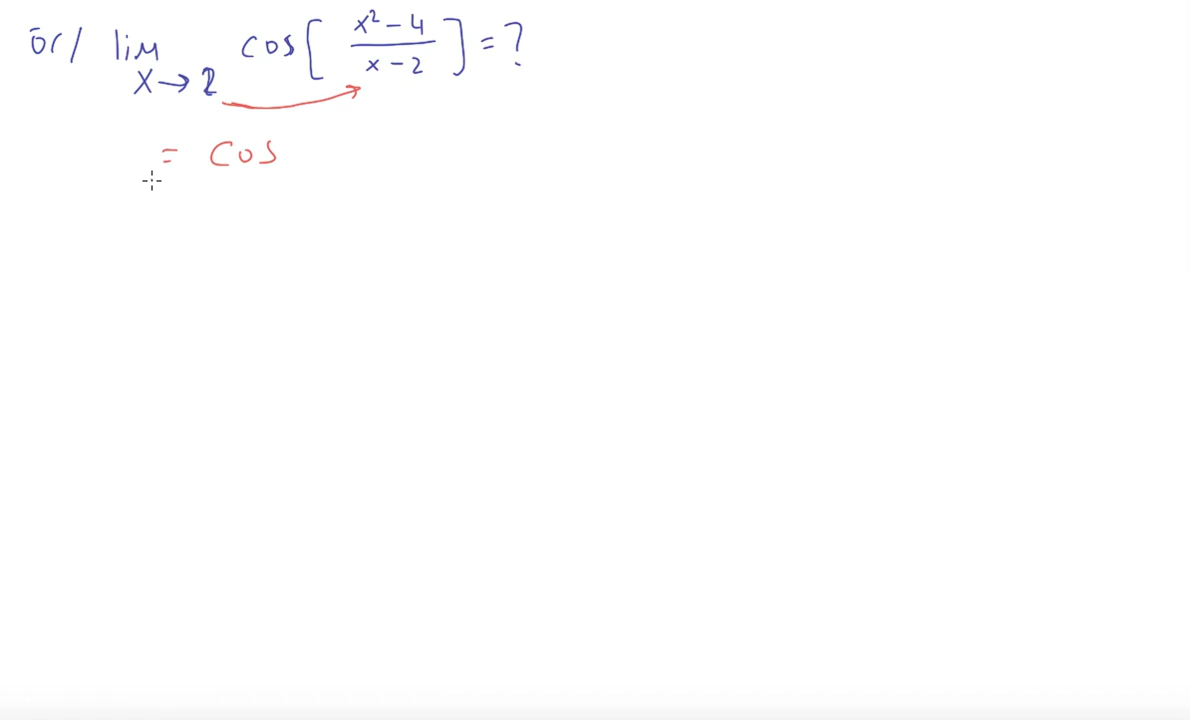 ör/ lim x→2 cos[ (x² - 4)/(x - 2) ] = ?
= cos